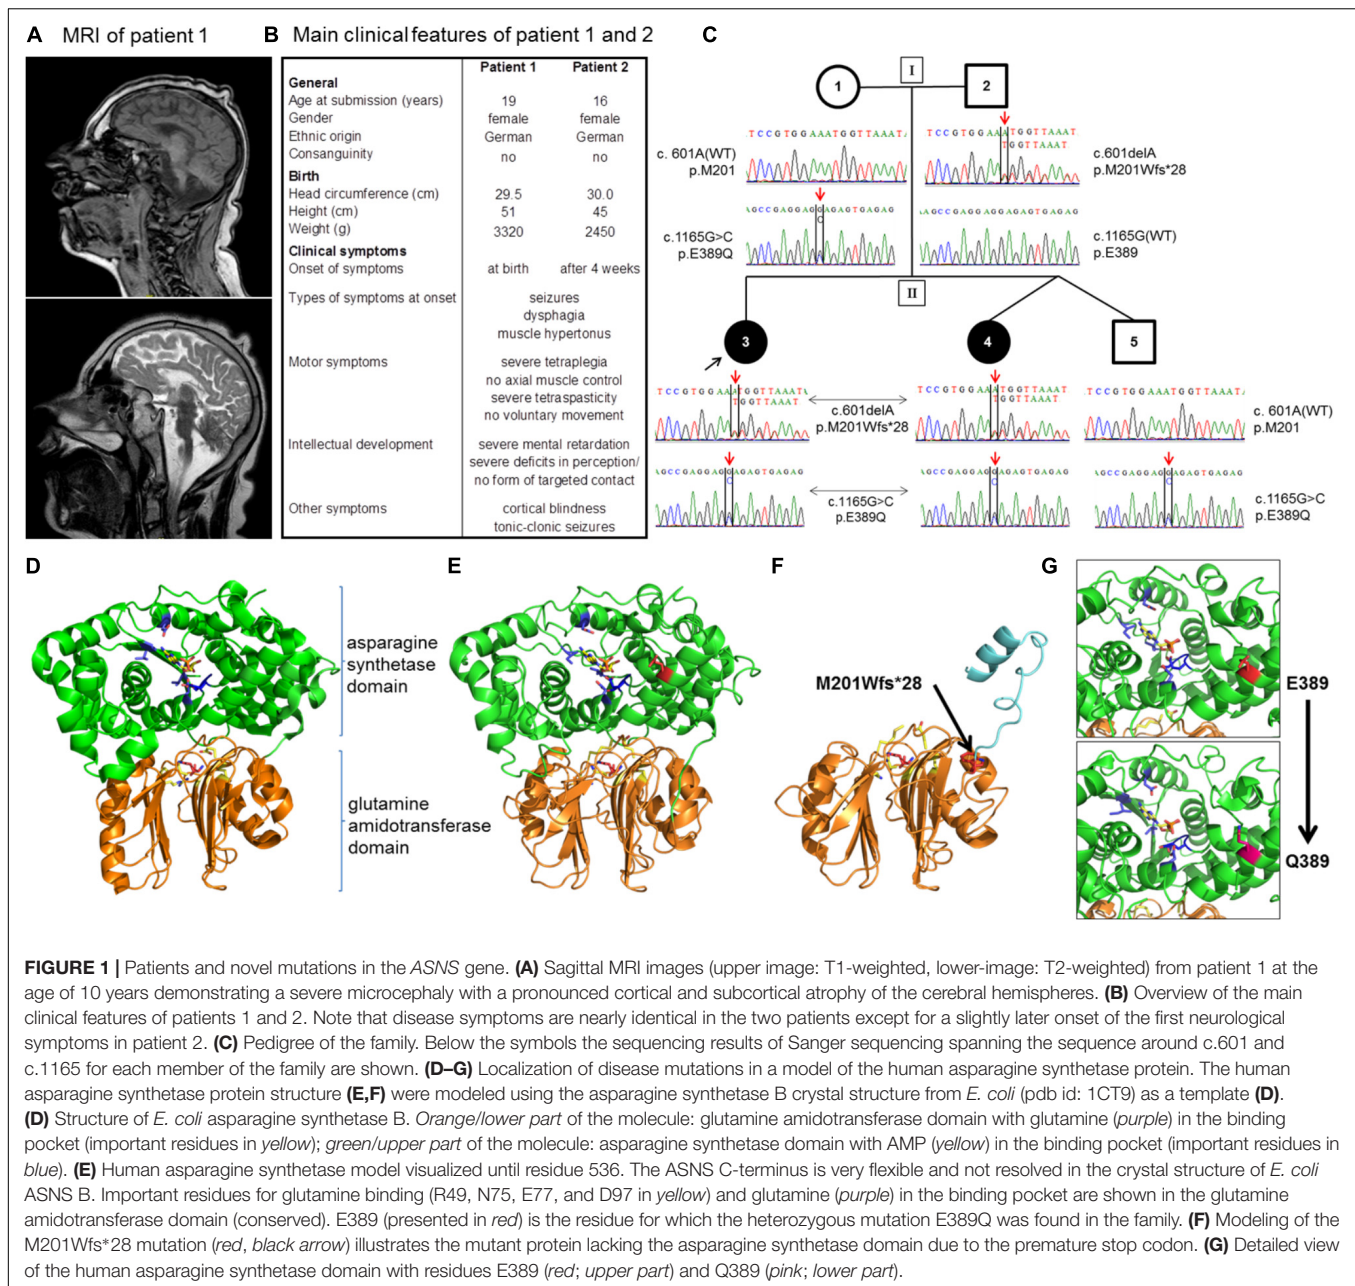 A MRI of patient 1
B Main clinical features of patient 1 and 2
Patient 1 Patient 2
General
Age at submission (years) 19 16
Gender female female
Ethnic origin German German
Consanguinity no no
Birth
Head circumference (cm) 29.5 30.0
Height (cm) 51 45
Weight (g) 3320 2450
Clinical symptoms
Onset of symptoms at birth after 4 weeks
Types of symptoms at onset seizures
dysphagia
muscle hypertonus
Motor symptoms severe tetraplegia
no axial muscle control
severe tetraspasticity
no voluntary movement
Intellectual development severe mental retardation
severe deficits in perception/
no form of targeted contact
Other symptoms cortical blindness
tonic-clonic seizures
C
I
1
2
TCCGTGGAAATGGTTAAAT
c. 601A(WT)
p.M201
TCCGTGGAAATGGTTAAAT
TGGTTAAAT
c.601delA
p.M201Wfs*28
AGCCGAGGAGGAGAGTGAGAG
C
c.1165G>C
p.E389Q
AGCCGAGGAGGAGAGTGAGAG
c.1165G(WT)
p.E389
II
3
4
5
TCCGTGGAAATGGTTAAATA
TGGTTAAAT
c.601delA
p.M201Wfs*28
TCCGTGGAAATGGTTAAAT
TGGTTAAAT
TCCGTGGAAATGGTTAAAT
c. 601A(WT)
p.M201
AGCCGAGGAGGAGAGTGAGAG
C
c.1165G>C
p.E389Q
AGCCGAGGAGGAGAGTGAGAG
C
AGCCGAGGAGGAGAGTGAGAG
C
c.1165G>C
p.E389Q
D
asparagine
synthetase
domain
glutamine
amidotransferase
domain
E
F
M201Wfs*28
G
E389
Q389
FIGURE 1 | Patients and novel mutations in the ASNS gene. (A) Sagittal MRI images (upper image: T1-weighted, lower-image: T2-weighted) from patient 1 at the
age of 10 years demonstrating a severe microcephaly with a pronounced cortical and subcortical atrophy of the cerebral hemispheres. (B) Overview of the main
clinical features of patients 1 and 2. Note that disease symptoms are nearly identical in the two patients except for a slightly later onset of the first neurological
symptoms in patient 2. (C) Pedigree of the family. Below the symbols the sequencing results of Sanger sequencing spanning the sequence around c.601 and
c.1165 for each member of the family are shown. (D–G) Localization of disease mutations in a model of the human asparagine synthetase protein. The human
asparagine synthetase protein structure (E,F) were modeled using the asparagine synthetase B crystal structure from E. coli (pdb id: 1CT9) as a template (D).
(D) Structure of E. coli asparagine synthetase B. Orange/lower part of the molecule: glutamine amidotransferase domain with glutamine (purple) in the binding
pocket (important residues in yellow); green/upper part of the molecule: asparagine synthetase domain with AMP (yellow) in the binding pocket (important residues in
blue). (E) Human asparagine synthetase model visualized until residue 536. The ASNS C-terminus is very flexible and not resolved in the crystal structure of E. coli
ASNS B. Important residues for glutamine binding (R49, N75, E77, and D97 in yellow) and glutamine (purple) in the binding pocket are shown in the glutamine
amidotransferase domain (conserved). E389 (presented in red) is the residue for which the heterozygous mutation E389Q was found in the family. (F) Modeling of the
M201Wfs*28 mutation (red, black arrow) illustrates the mutant protein lacking the asparagine synthetase domain due to the premature stop codon. (G) Detailed view
of the human asparagine synthetase domain with residues E389 (red; upper part) and Q389 (pink; lower part).